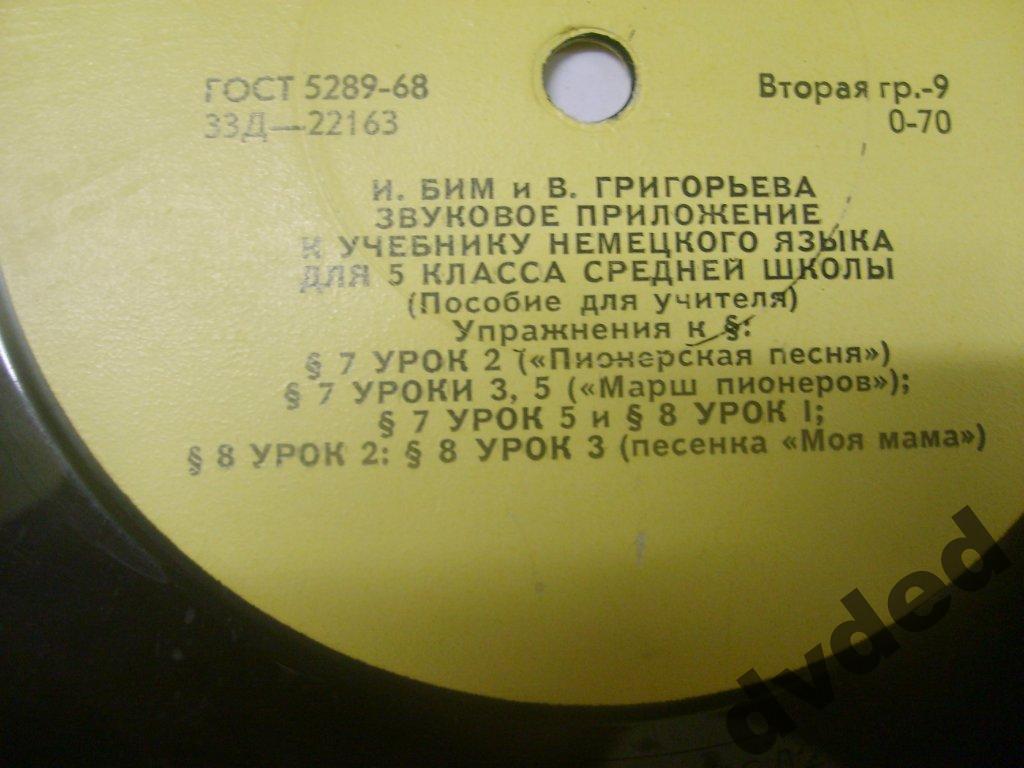 ГОСТ 5289-68
33Д—22163
Вторая гр.-9
0-70
И. БИМ и В. ГРИГОРЬЕВА
ЗВУКОВОЕ ПРИЛОЖЕНИЕ
К УЧЕБНИКУ НЕМЕЦКОГО ЯЗЫКА
ДЛЯ 5 КЛАССА СРЕДНЕЙ ШКОЛЫ
(Пособие для учителя)
Упражнения к §:
§ 7 УРОК 2 («Пионерская песня»)
§ 7 УРОКИ 3, 5 («Марш пионеров»);
§ 7 УРОК 5 и § 8 УРОК I;
§ 8 УРОК 2: § 8 УРОК 3 (песенка «Моя мама»)
dvded